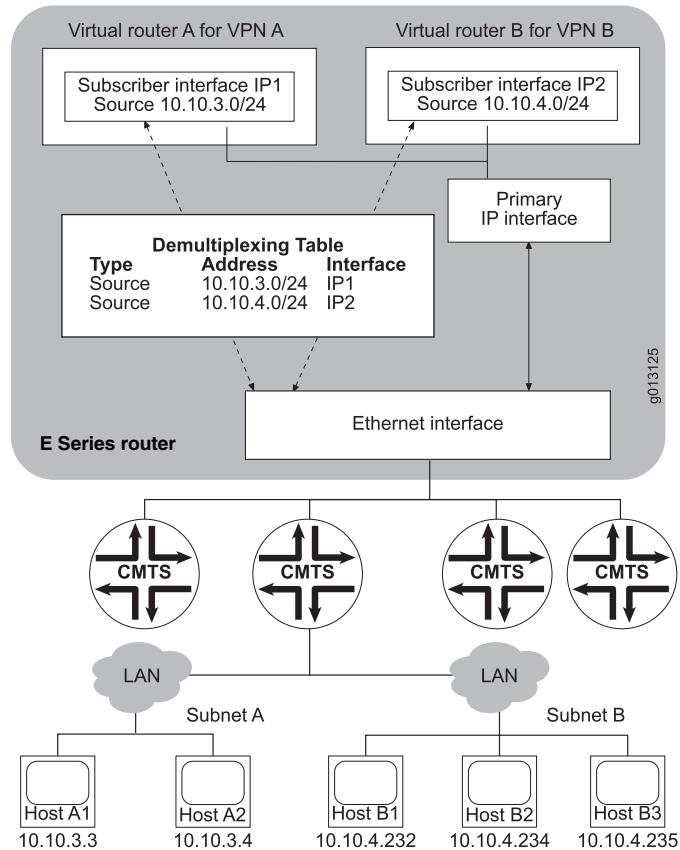 Virtual router A for VPN A
Virtual router B for VPN B
Subscriber interface IP1
Source 10.10.3.0/24
Subscriber interface IP2
Source 10.10.4.0/24
Primary
IP interface
Demultiplexing Table
Type Address Interface
Source 10.10.3.0/24 IP1
Source 10.10.4.0/24 IP2
g013125
Ethernet interface
E Series router
CMTS
CMTS
CMTS
CMTS
LAN
LAN
Subnet A
Subnet B
Host A1
Host A2
Host B1
Host B2
Host B3
10.10.3.3
10.10.3.4
10.10.4.232
10.10.4.234
10.10.4.235